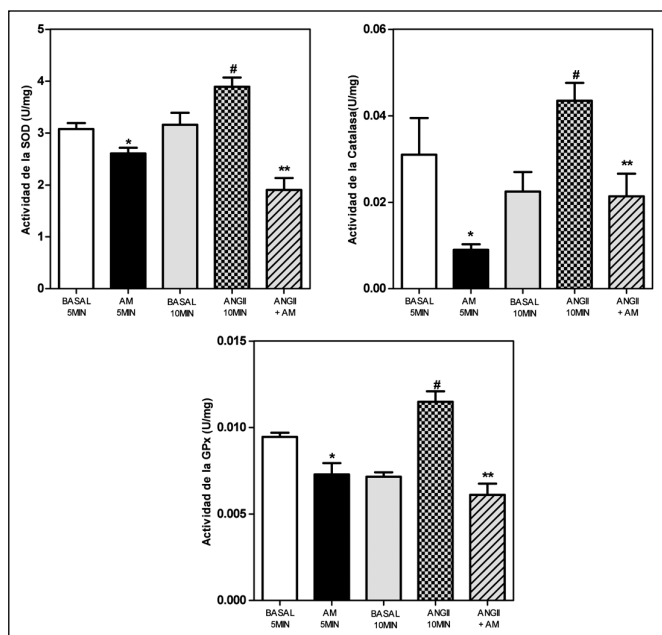 Actividad de la SOD (U/mg)
5
4
3
2
1
0
*
#
**
BASAL AM BASAL ANGII ANGII
5MIN 5MIN 10MIN 10MIN + AM
Actividad de la Catalasa(U/mg)
0.06
0.04
0.02
0.00
*
#
**
BASAL AM BASAL ANGII ANGII
5MIN 5MIN 10MIN 10MIN + AM
Actividad de la GPx (U/mg)
0.015
0.010
0.005
0.000
*
#
**
BASAL AM BASAL ANGII ANGII
5MIN 5MIN 10MIN 10MIN + AM